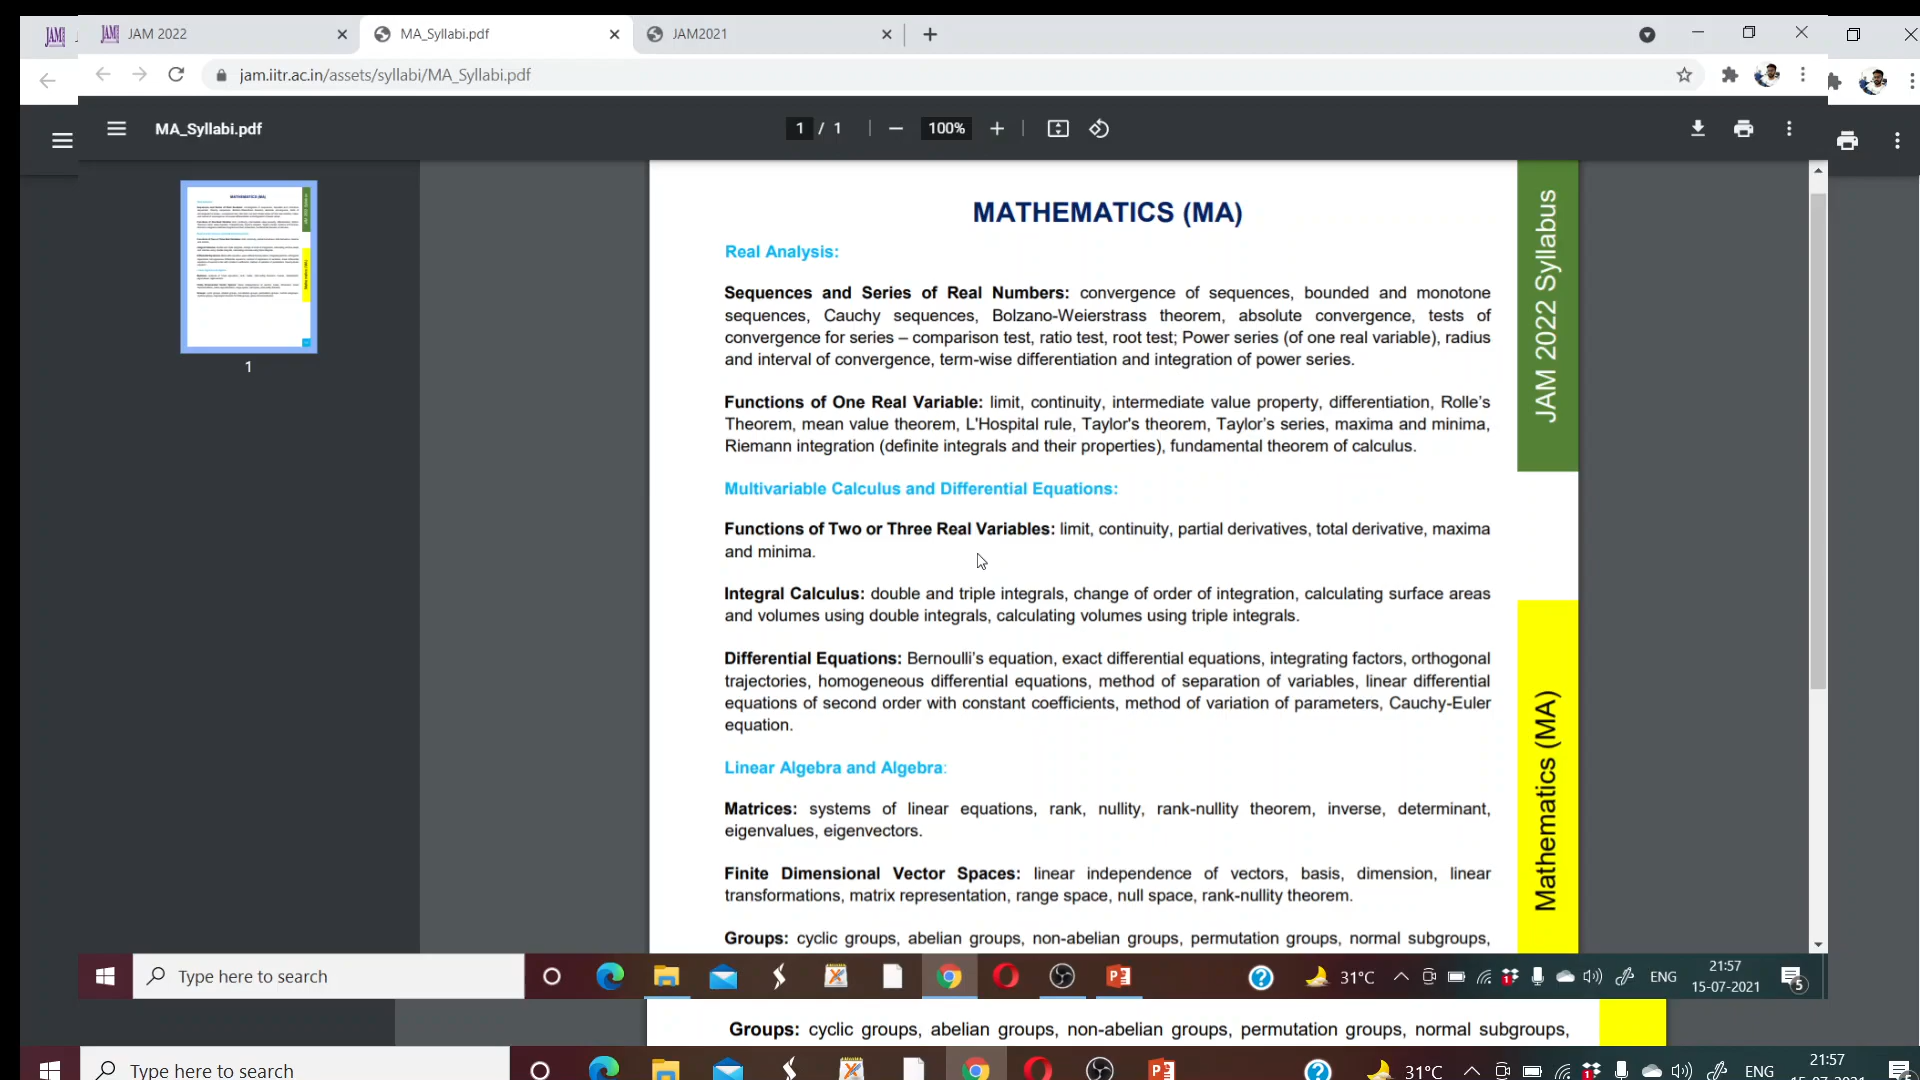 JAM 2022
MA_Syllabi.pdf
JAM2021
jam.iitr.ac.in/assets/syllabi/MA_Syllabi.pdf
MA_Syllabi.pdf
1 / 1
100%
MATHEMATICS (MA)
Real Analysis:
Sequences and Series of Real Numbers: convergence of sequences, bounded and monotone
sequences, Cauchy sequences, Bolzano-Weierstrass theorem, absolute convergence, tests of
convergence for series – comparison test, ratio test, root test; Power series (of one real variable), radius
and interval of convergence, term-wise differentiation and integration of power series.
Functions of One Real Variable: limit, continuity, intermediate value property, differentiation, Rolle's
Theorem, mean value theorem, L'Hospital rule, Taylor's theorem, Taylor's series, maxima and minima,
Riemann integration (definite integrals and their properties), fundamental theorem of calculus.
Multivariable Calculus and Differential Equations:
Functions of Two or Three Real Variables: limit, continuity, partial derivatives, total derivative, maxima
and minima.
Integral Calculus: double and triple integrals, change of order of integration, calculating surface areas
and volumes using double integrals, calculating volumes using triple integrals.
Differential Equations: Bernoulli's equation, exact differential equations, integrating factors, orthogonal
trajectories, homogeneous differential equations, method of separation of variables, linear differential
equations of second order with constant coefficients, method of variation of parameters, Cauchy-Euler
equation.
Linear Algebra and Algebra:
Matrices: systems of linear equations, rank, nullity, rank-nullity theorem, inverse, determinant,
eigenvalues, eigenvectors.
Finite Dimensional Vector Spaces: linear independence of vectors, basis, dimension, linear
transformations, matrix representation, range space, null space, rank-nullity theorem.
Groups: cyclic groups, abelian groups, non-abelian groups, permutation groups, normal subgroups,
JAM 2022 Syllabus
Mathematics (MA)
1
Type here to search
31°C
ENG
21:57
15-07-2021
5
Groups: cyclic groups, abelian groups, non-abelian groups, permutation groups, normal subgroups,
Type here to search
31°C
ENG
21:57